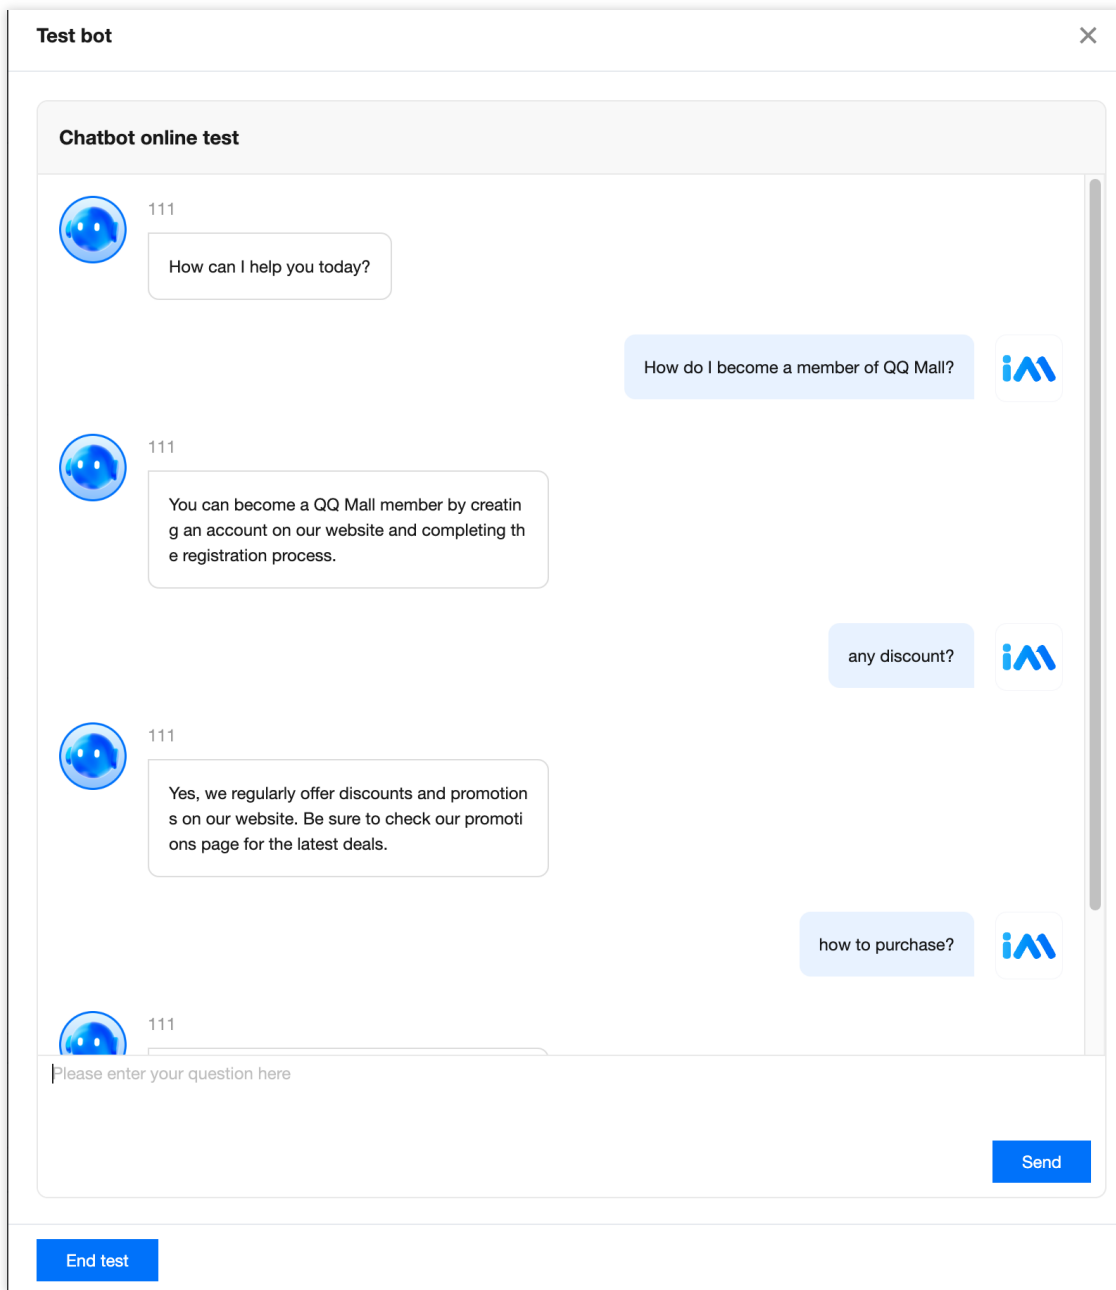 Test bot
Chatbot online test
111
How can I help you today?
How do I become a member of QQ Mall?
im
111
You can become a QQ Mall member by creatin
g an account on our website and completing th
e registration process.
any discount?
im
111
Yes, we regularly offer discounts and promotion
s on our website. Be sure to check our promoti
ons page for the latest deals.
how to purchase?
im
111
Please enter your question here
Send
End test